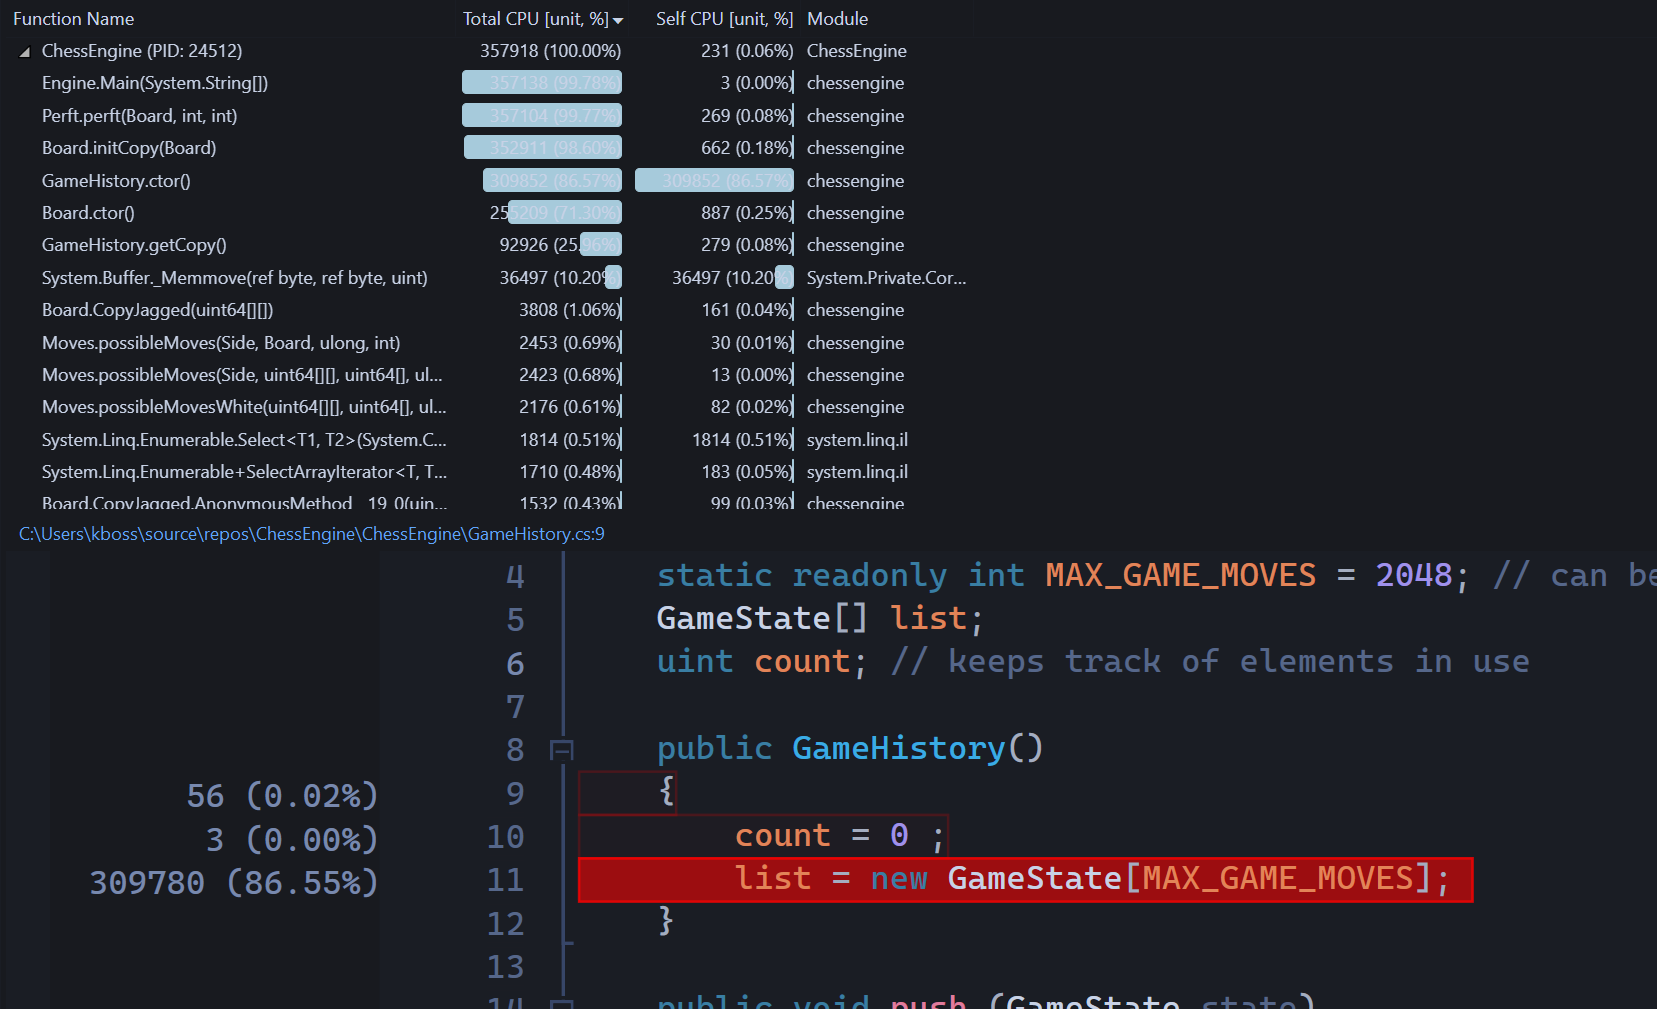 Function Name Total CPU [unit, %] Self CPU [unit, %] Module
ChessEngine (PID: 24512) 357918 (100.00%) 231 (0.06%) ChessEngine
Engine.Main(System.String[]) 357138 (99.78%) 3 (0.00%) chessengine
Perft.perft(Board, int, int) 357104 (99.77%) 269 (0.08%) chessengine
Board.initCopy(Board) 352911 (98.60%) 662 (0.18%) chessengine
GameHistory.ctor() 309852 (86.57%) 309852 (86.57%) chessengine
Board.ctor() 255209 (71.30%) 887 (0.25%) chessengine
GameHistory.getCopy() 92926 (25.96%) 279 (0.08%) chessengine
System.Buffer._Memmove(ref byte, ref byte, uint) 36497 (10.20%) 36497 (10.20%) System.Private.Cor...
Board.CopyJagged(uint64[][]) 3808 (1.06%) 161 (0.04%) chessengine
Moves.possibleMoves(Side, Board, ulong, int) 2453 (0.69%) 30 (0.01%) chessengine
Moves.possibleMoves(Side, uint64[][], uint64[], ul... 2423 (0.68%) 13 (0.00%) chessengine
Moves.possibleMovesWhite(uint64[][], uint64[], ul... 2176 (0.61%) 82 (0.02%) chessengine
System.Linq.Enumerable.Select<T1, T2>(System.C... 1814 (0.51%) 1814 (0.51%) system.linq.il
System.Linq.Enumerable+SelectArrayIterator<T, T... 1710 (0.48%) 183 (0.05%) system.linq.il
Board.CopyJagged.AnonymousMethod__19_0(uin... 1532 (0.43%) 99 (0.03%) chessengine
C:\Users\kboss\source\repos\ChessEngine\ChessEngine\GameHistory.cs:9
4 static readonly int MAX_GAME_MOVES = 2048; // can be
5 GameState[] list;
6 uint count; // keeps track of elements in use
7
8 public GameHistory()
56 (0.02%) 9 {
3 (0.00%) 10 count = 0 ;
309780 (86.55%) 11 list = new GameState[MAX_GAME_MOVES];
12 }
13
14 public void push (GameState state)